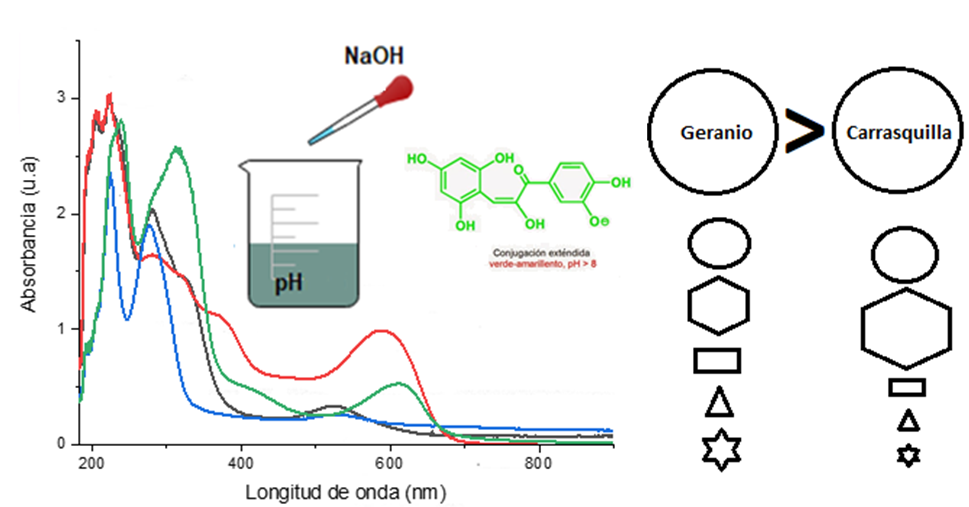 NaOH
Absorbancia (u.a)
3
2
1
0
200
400
600
800
Longitud de onda (nm)
pH
HO
OH
OH
O
OH
OH
O⊖
Conjugación exténdida
verde-amarillento, pH > 8
Geranio
>
Carrasquilla